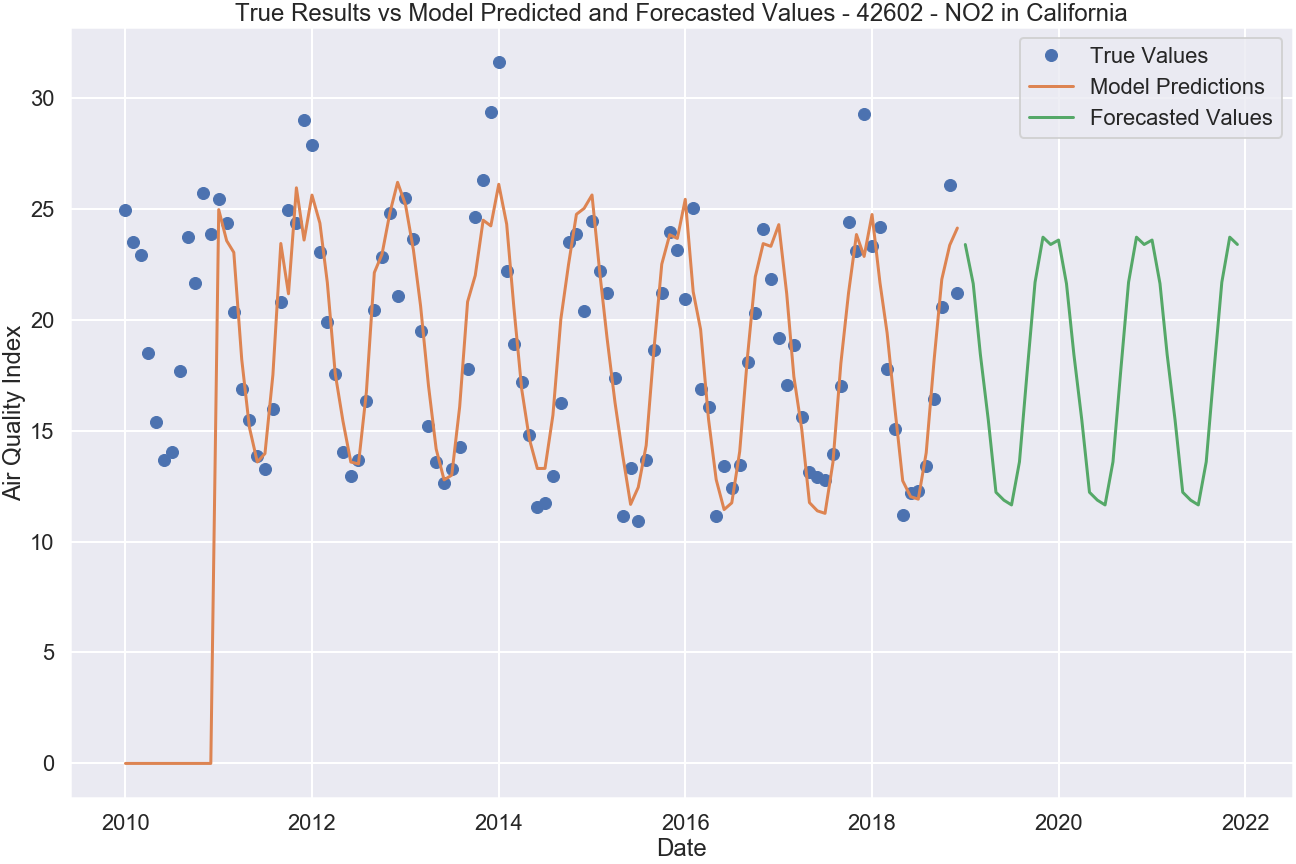 True Results vs Model Predicted and Forecasted Values - 42602 - NO2 in California
True Values
Model Predictions
Forecasted Values
Air Quality Index
30
25
20
15
10
5
0
2010 2012 2014 2016 2018 2020 2022
Date